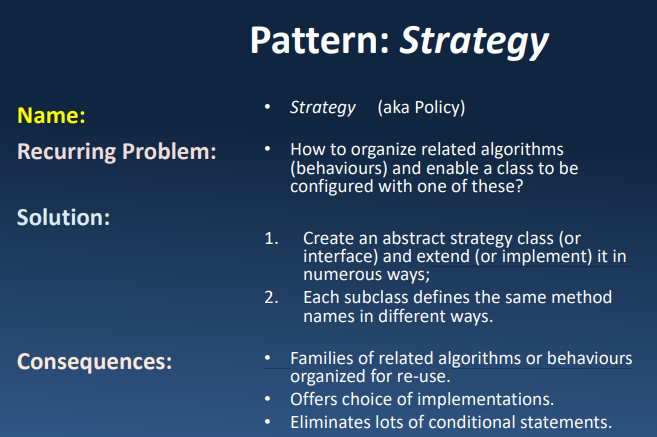 Pattern: Strategy
Name:
• Strategy (aka Policy)
Recurring Problem:
• How to organize related algorithms
(behaviours) and enable a class to be
configured with one of these?
Solution:
1. Create an abstract strategy class (or
interface) and extend (or implement) it in
numerous ways;
2. Each subclass defines the same method
names in different ways.
Consequences:
• Families of related algorithms or behaviours
organized for re-use.
• Offers choice of implementations.
• Eliminates lots of conditional statements.